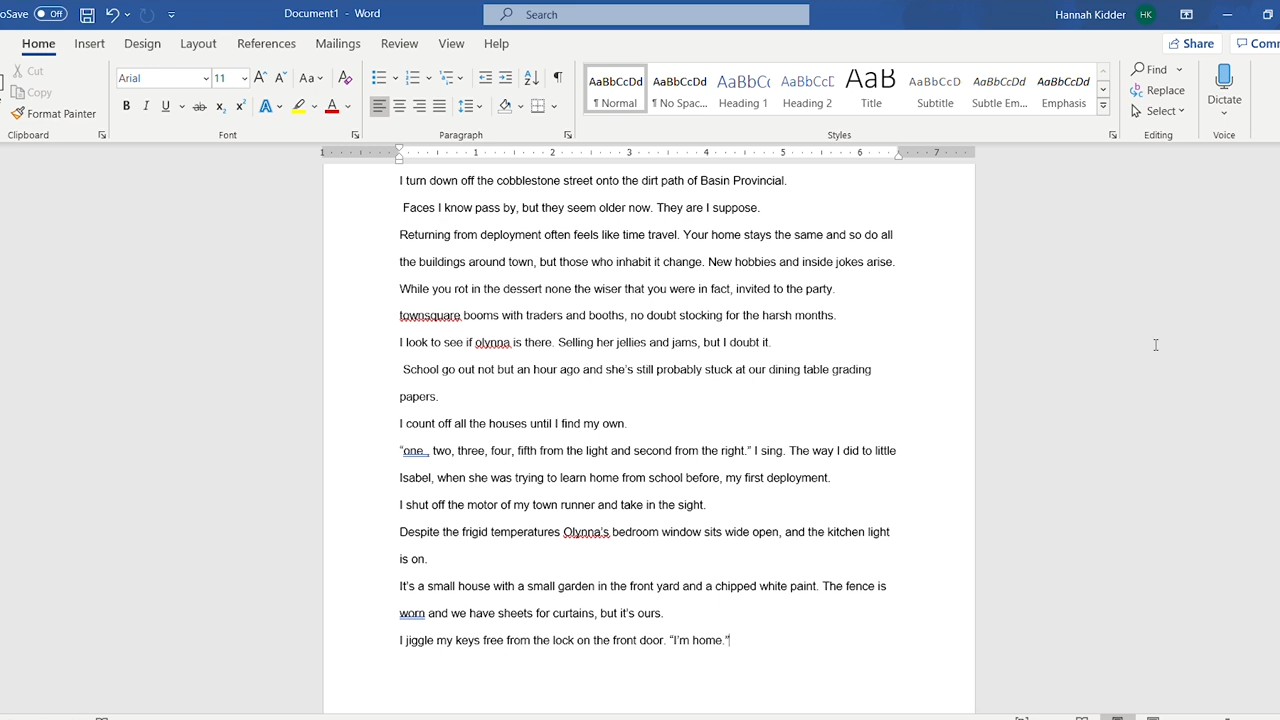 oSave Off Document1 - Word Search Hannah Kidder HK
Home Insert Design Layout References Mailings Review View Help Share Comm
Cut
Copy
Format Painter
Arial 11 Aa
B I U ab x2 x2 A A
AaBbCcDd AaBbCcDd AaBbC AaBbCcD AaB AaBbCcD AaBbCcDd AaBbCcDd
¶ Normal ¶ No Spac... Heading 1 Heading 2 Title Subtitle Subtle Em... Emphasis
Find
Replace
Select
Dictate
Clipboard Font Paragraph Styles Editing Voice
1 1 2 3 4 5 6 7
I turn down off the cobblestone street onto the dirt path of Basin Provincial.
Faces I know pass by, but they seem older now. They are I suppose.
Returning from deployment often feels like time travel. Your home stays the same and so do all
the buildings around town, but those who inhabit it change. New hobbies and inside jokes arise.
While you rot in the dessert none the wiser that you were in fact, invited to the party.
townsquare booms with traders and booths, no doubt stocking for the harsh months.
I look to see if olynna is there. Selling her jellies and jams, but I doubt it.
School go out not but an hour ago and she's still probably stuck at our dining table grading
papers.
I count off all the houses until I find my own.
“one , two, three, four, fifth from the light and second from the right.” I sing. The way I did to little
Isabel, when she was trying to learn home from school before, my first deployment.
I shut off the motor of my town runner and take in the sight.
Despite the frigid temperatures Olynna's bedroom window sits wide open, and the kitchen light
is on.
It's a small house with a small garden in the front yard and a chipped white paint. The fence is
worn and we have sheets for curtains, but it's ours.
I jiggle my keys free from the lock on the front door. “I'm home.”